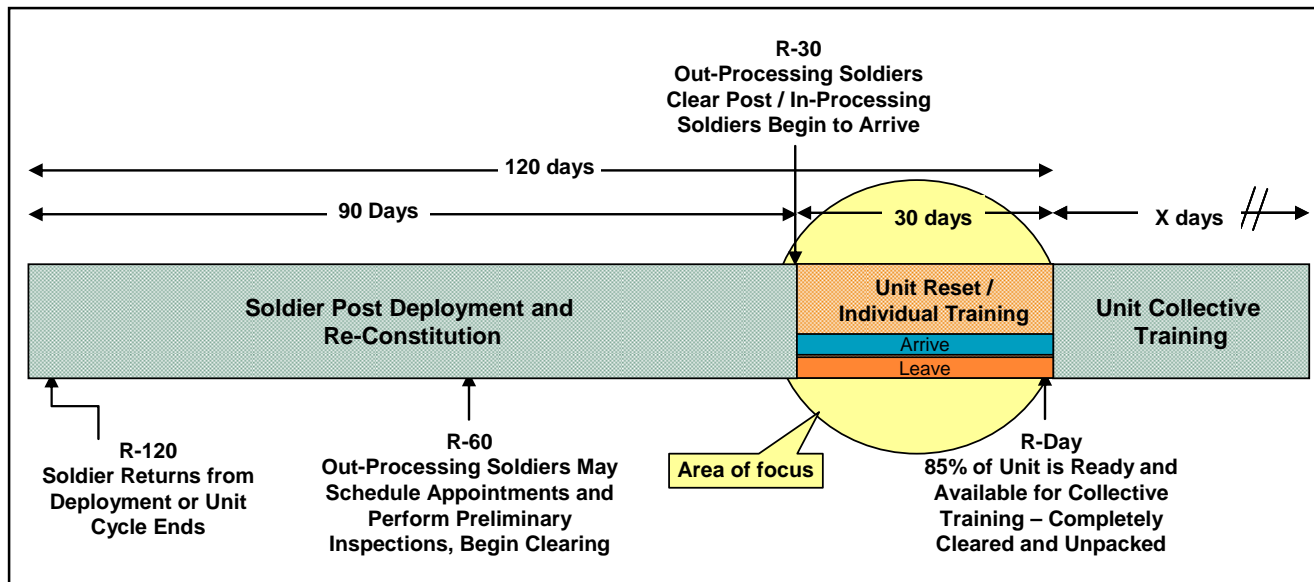 R-30
Out-Processing Soldiers
Clear Post / In-Processing
Soldiers Begin to Arrive
120 days
90 Days
30 days
X days
Soldier Post Deployment and
Re-Constitution
Unit Reset /
Individual Training
Arrive
Leave
Unit Collective
Training
R-120
Soldier Returns from
Deployment or Unit
Cycle Ends
R-60
Out-Processing Soldiers May
Schedule Appointments and
Perform Preliminary
Inspections, Begin Clearing
Area of focus
R-Day
85% of Unit is Ready and
Available for Collective
Training – Completely
Cleared and Unpacked